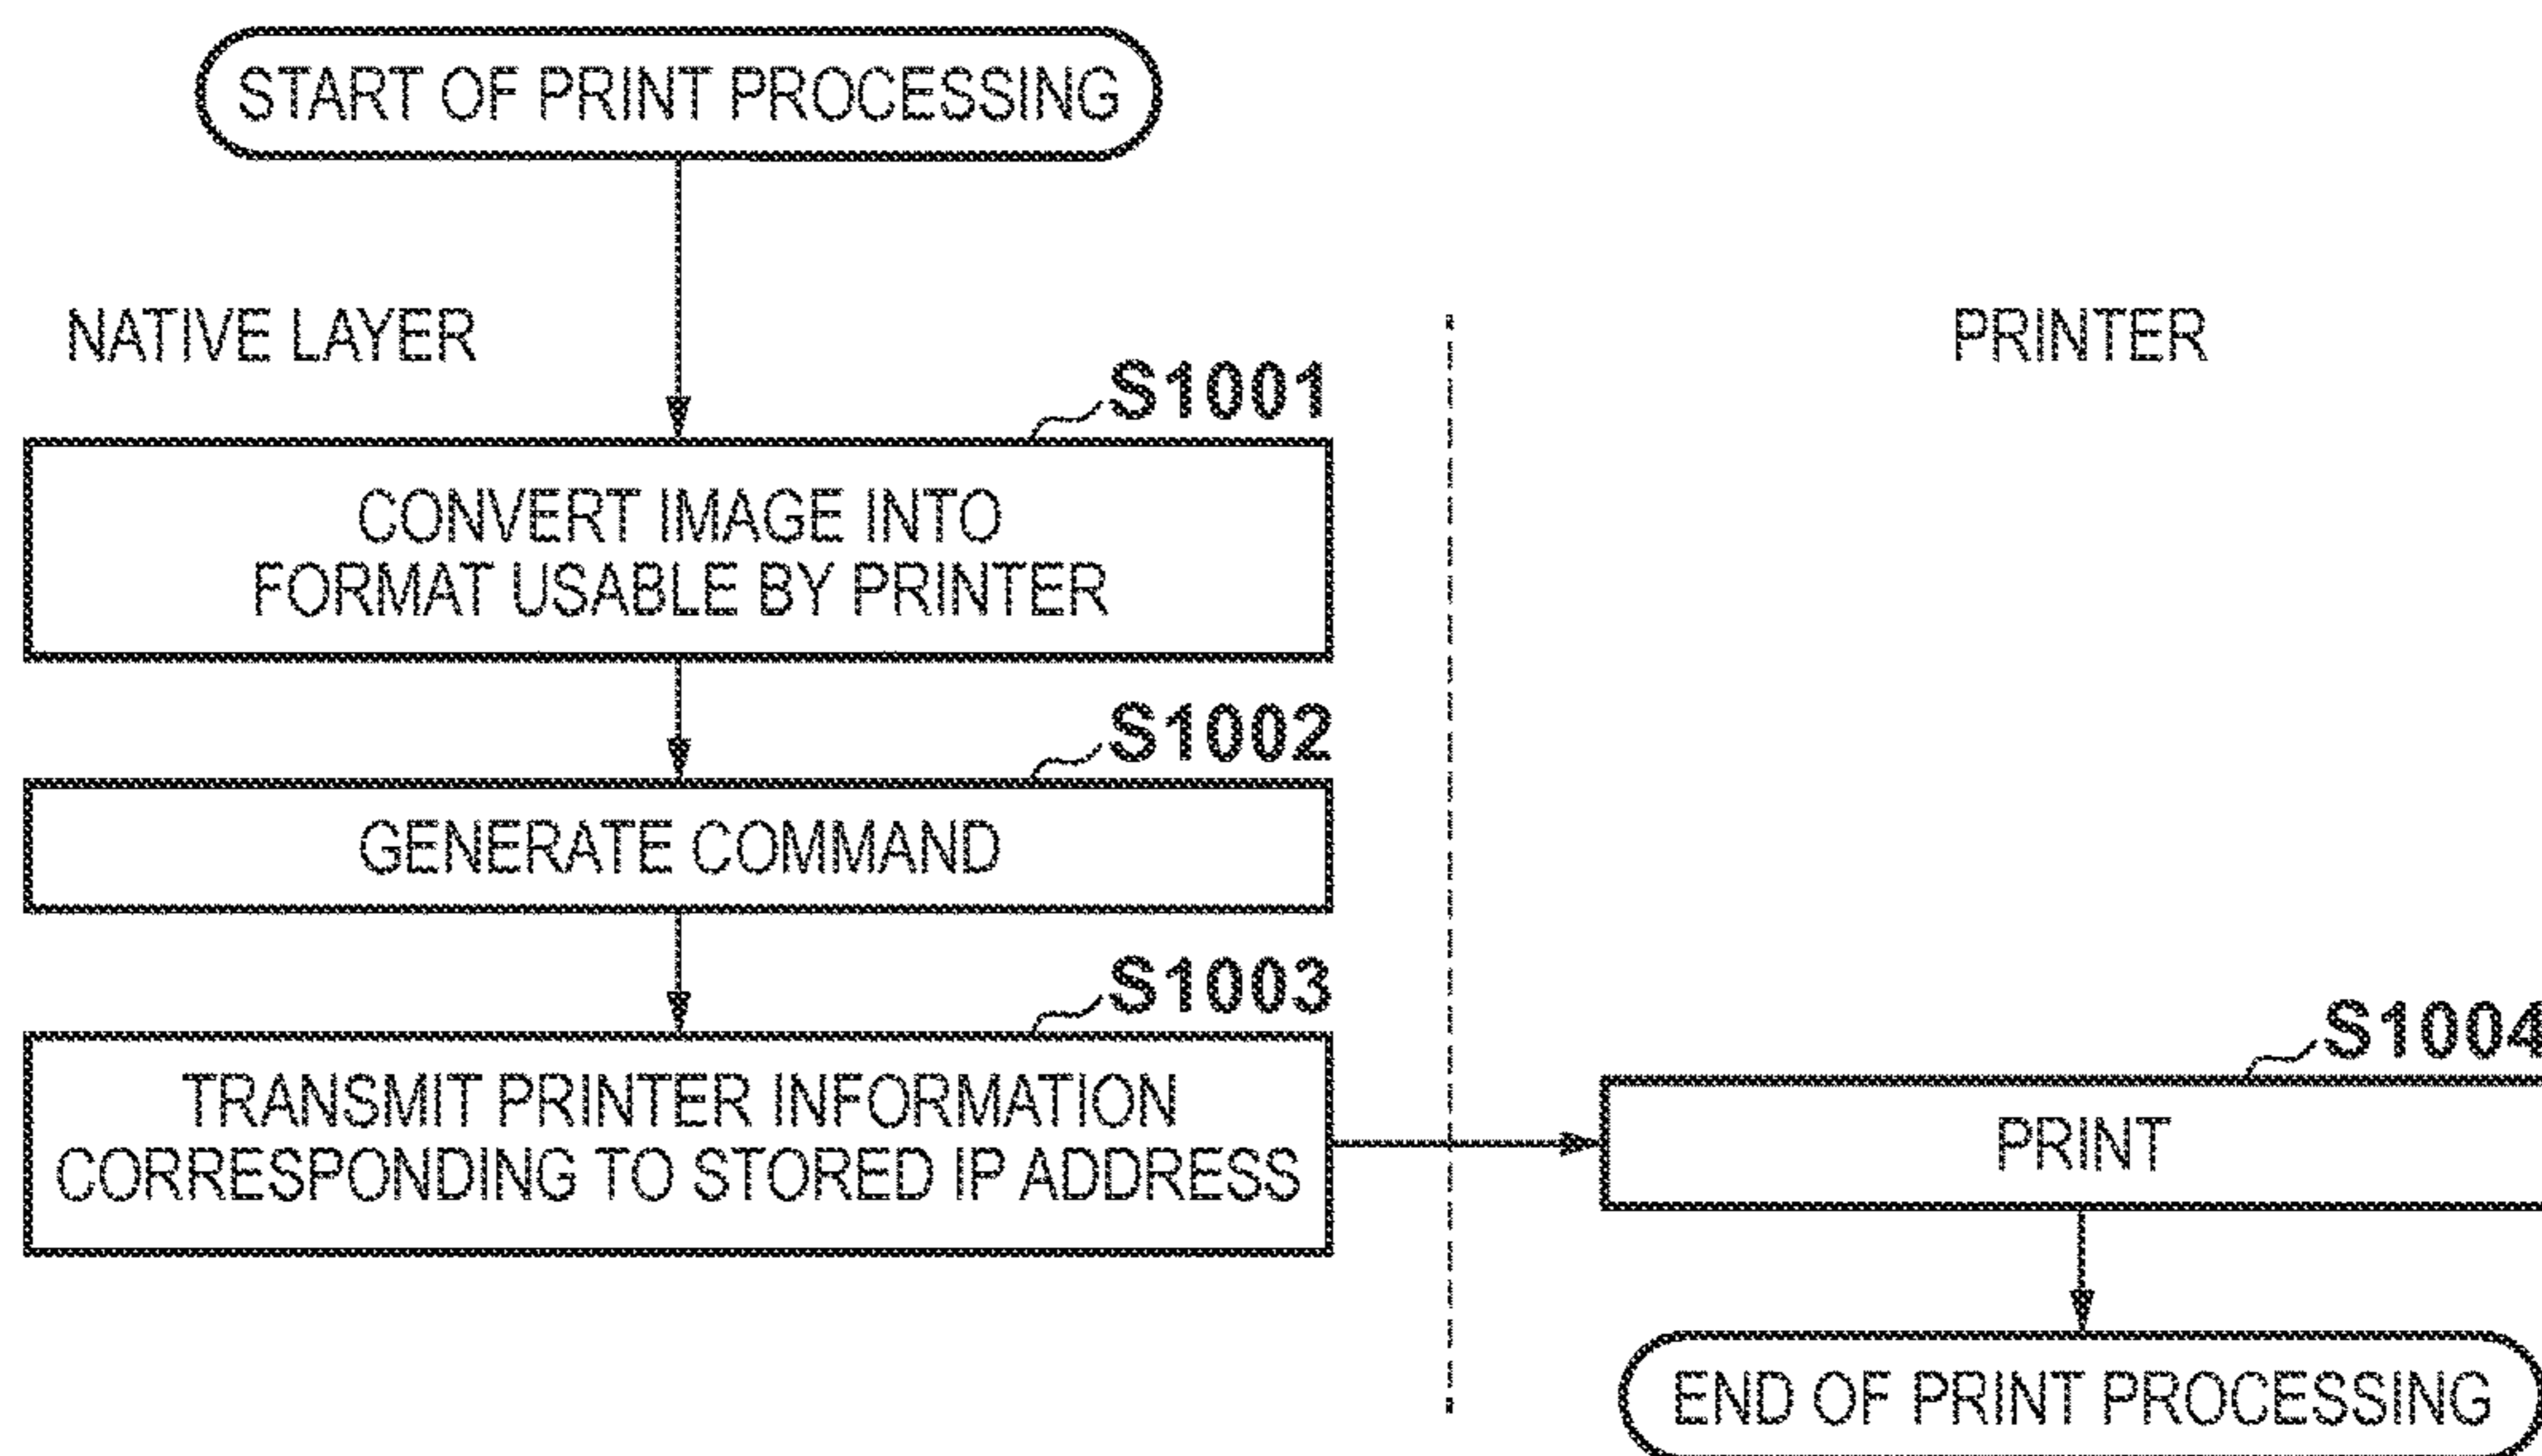 START OF PRINT PROCESSING
NATIVE LAYER
PRINTER
S1001
CONVERT IMAGE INTO
FORMAT USABLE BY PRINTER
S1002
GENERATE COMMAND
S1003
TRANSMIT PRINTER INFORMATION
CORRESPONDING TO STORED IP ADDRESS
S1004
PRINT
END OF PRINT PROCESSING